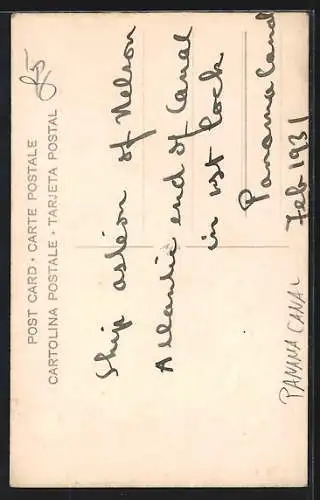 POST CARD · CARTE POSTALE
CARTOLINA POSTALE · TARJETA POSTAL
Ship astern of Nelson
Atlantic end of Canal
in 1st lock
Panama Canal
Feb 1931
PANAMA CANAL